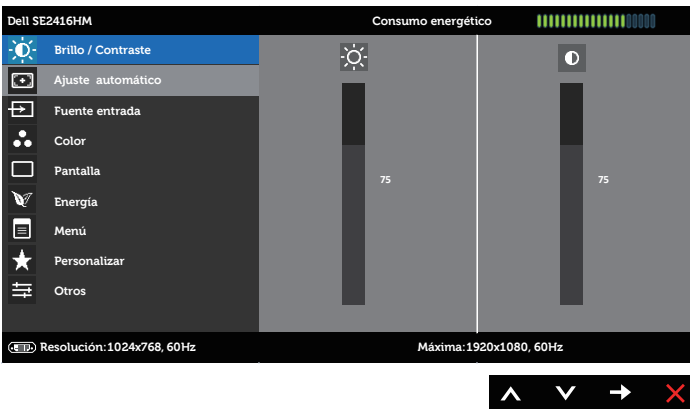 Dell SE2416HM Consumo energético
Brillo / Contraste
Ajuste automático
Fuente entrada
Color
Pantalla
Energía
Menú
Personalizar
Otros
75 75
Resolución:1024x768, 60Hz Máxima:1920x1080, 60Hz